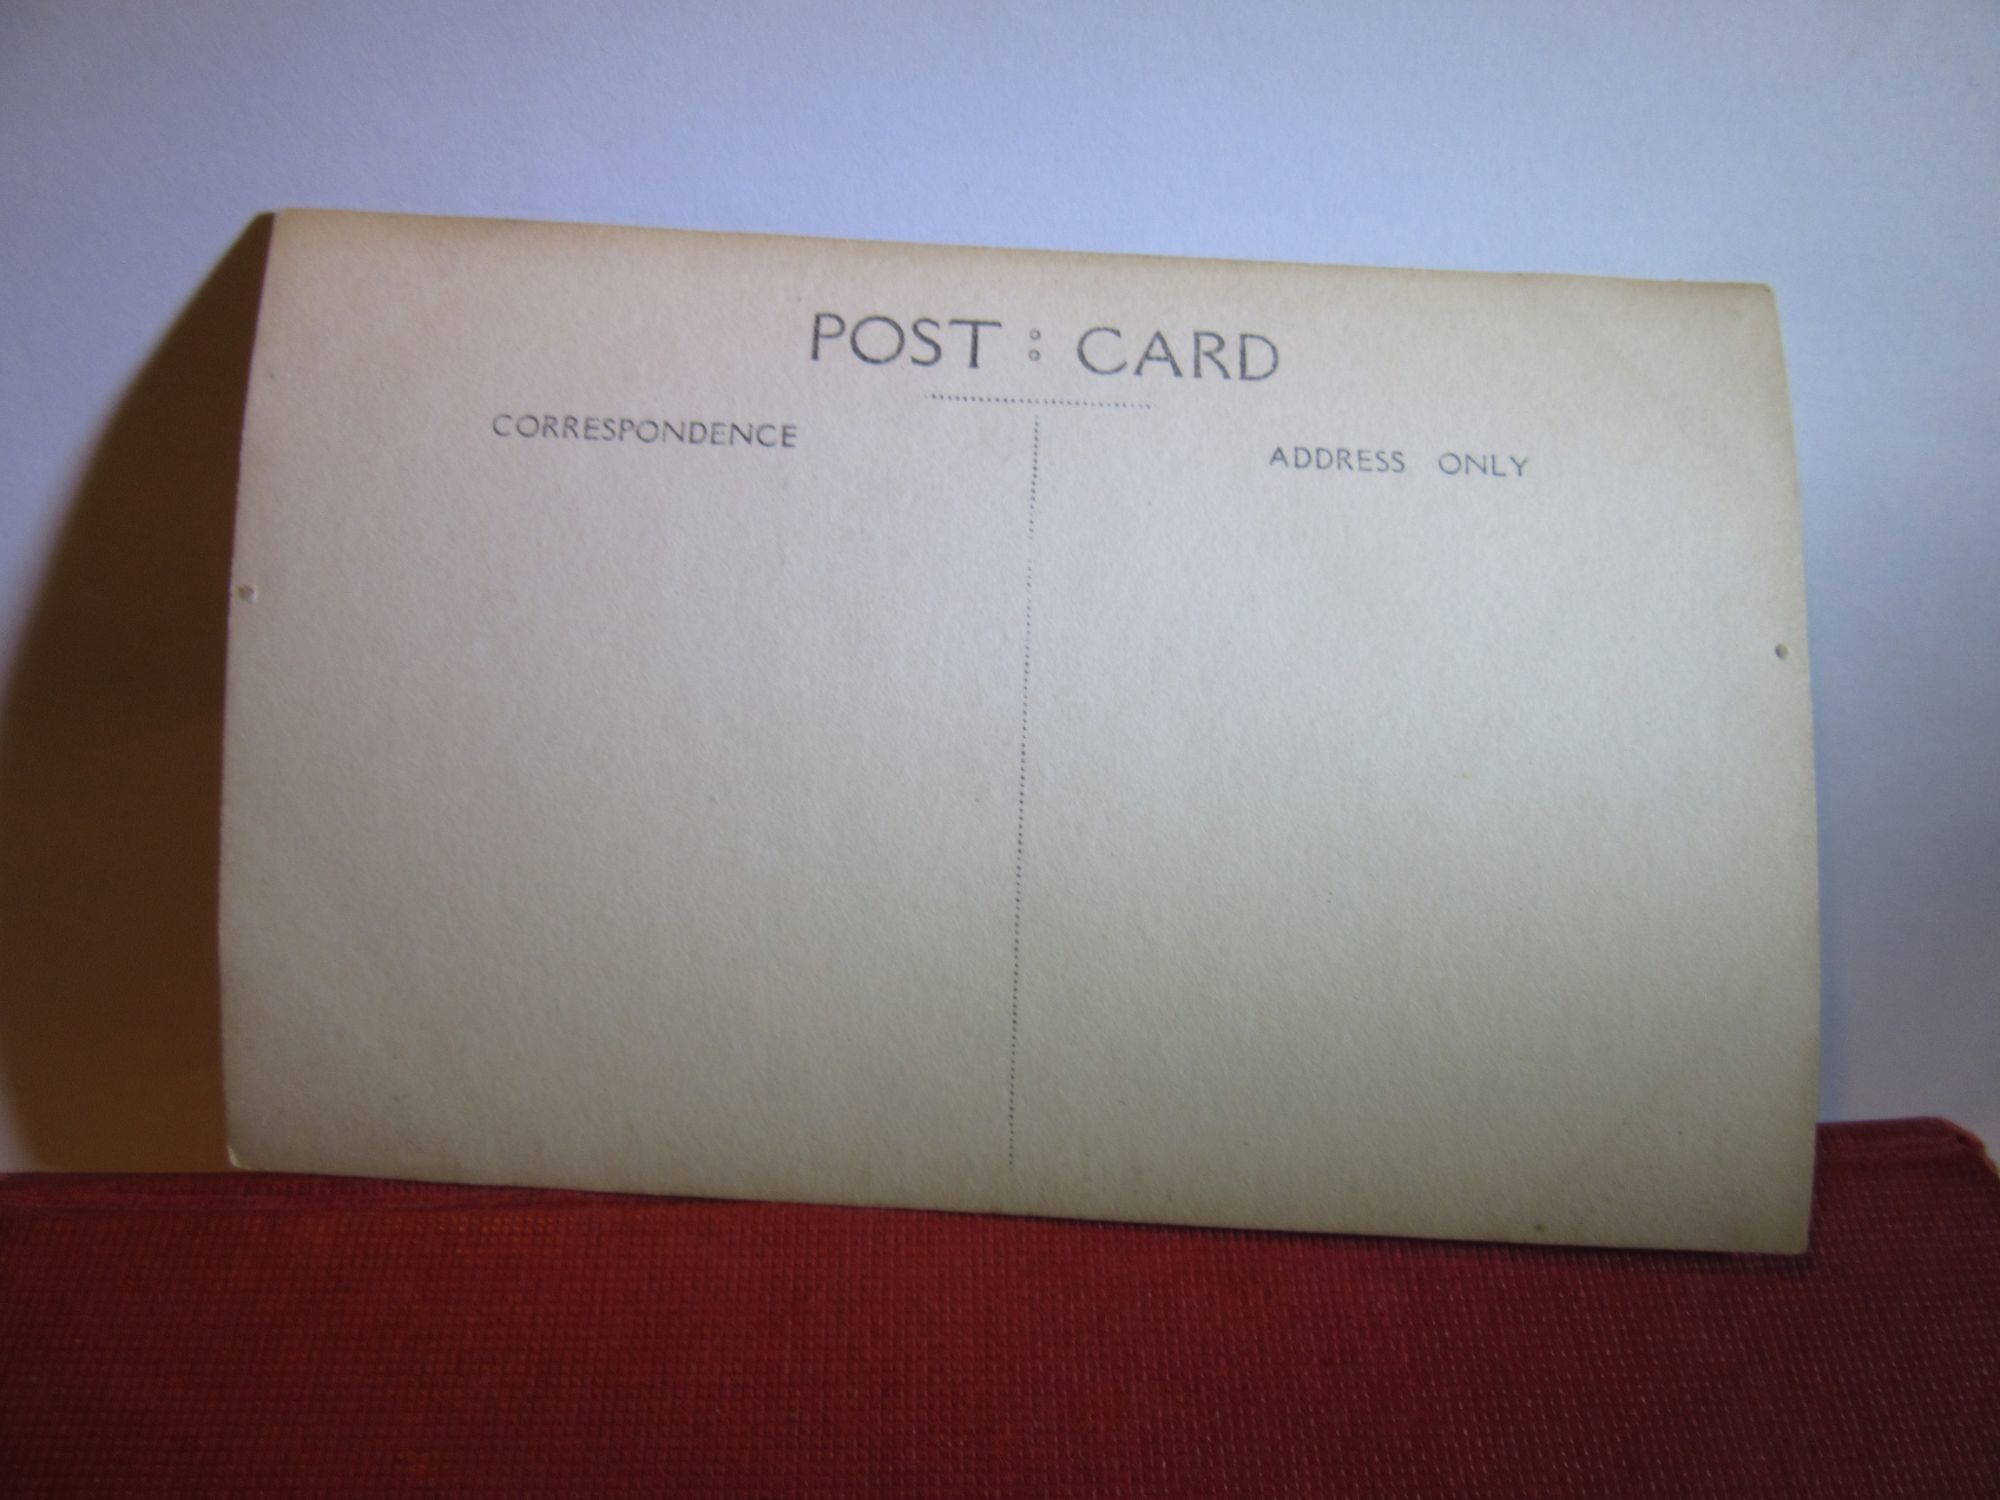 POST : CARD
CORRESPONDENCE
ADDRESS ONLY